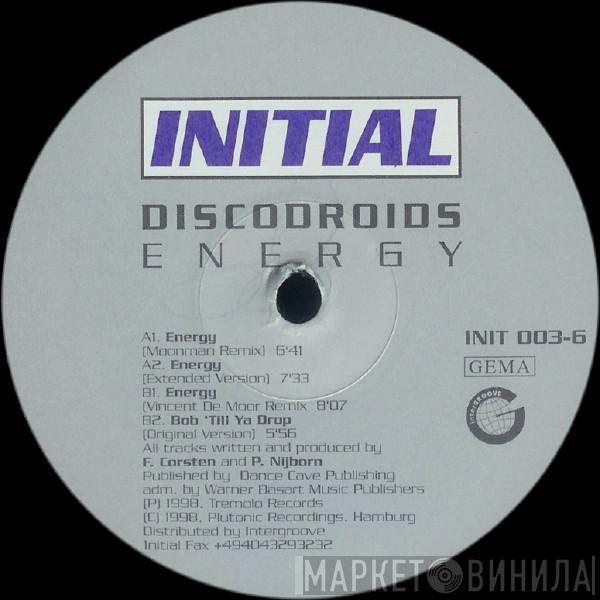 INITIAL
DISCODROIDS
ENERGY
A1. Energy
(Moonman Remix) 6'41
A2. Energy
(Extended Version) 7'33
B1. Energy
(Vincent De Moor Remix 8'07
B2. Bob 'Till Ya Drop
(Original Version) 5'56
All tracks written and produced by
F. Corsten and P. Nijborn
Published by Dance Cave Publishing
adm. by Warner Basart Music Publishers
(P) 1998, Tremolo Records
(C) 1998, Plutonic Recordings, Hamburg
Distributed by Intergroove
Initial Fax +494043293232
INIT 003-6
GEMA
InterGROOVE
МАРКЕТ ВИНИЛА